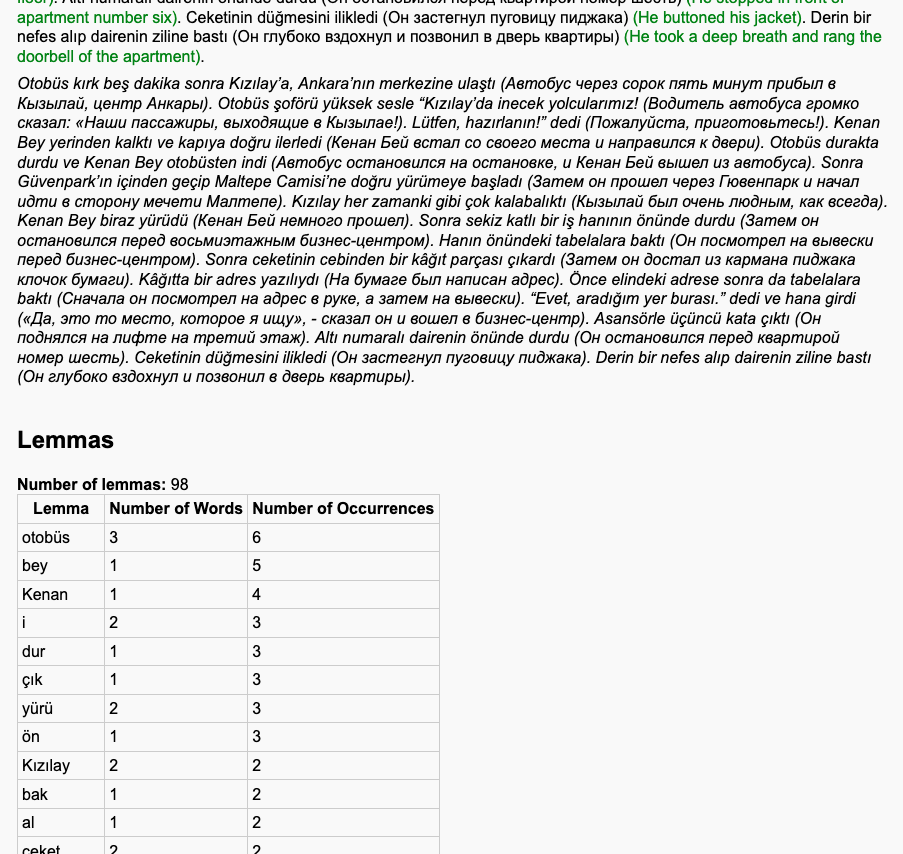 apartment number six). Ceketinin düğmesini ilikledi (Он застегнул пуговицу пиджака) (He buttoned his jacket). Derin bir
nefes alıp dairenin ziline bastı (Он глубоко вздохнул и позвонил в дверь квартиры) (He took a deep breath and rang the
doorbell of the apartment).
Otobüs kırk beş dakika sonra Kızılay’a, Ankara’nın merkezine ulaştı (Автобус через сорок пять минут прибыл в
Кызылай, центр Анкары). Otobüs şoförü yüksek sesle “Kızılay’da inecek yolcularımız! (Водитель автобуса громко
сказал: «Наши пассажиры, выходящие в Кызылае!). Lütfen, hazırlanın!” dedi (Пожалуйста, приготовьтесь!). Kenan
Bey yerinden kalktı ve kapıya doğru ilerledi (Кенан Бей встал со своего места и направился к двери). Otobüs durakta
durdu ve Kenan Bey otobüsten indi (Автобус остановился на остановке, и Кенан Бей вышел из автобуса). Sonra
Güvenpark’ın içinden geçip Maltepe Camisi’ne doğru yürümeye başladı (Затем он прошел через Гювенпарк и начал
идти в сторону мечети Малтепе). Kızılay her zamanki gibi çok kalabalıktı (Кызылай был очень людным, как всегда).
Kenan Bey biraz yürüdü (Кенан Бей немного прошел). Sonra sekiz katlı bir iş hanının önünde durdu (Затем он
остановился перед восьмиэтажным бизнес-центром). Hanın önündeki tabelalara baktı (Он посмотрел на вывески
перед бизнес-центром). Sonra ceketinin cebinden bir kâğıt parçası çıkardı (Затем он достал из кармана пиджака
клочок бумаги). Kâğıtta bir adres yazılıydı (На бумаге был написан адрес). Önce elindeki adrese sonra da tabelalara
baktı (Сначала он посмотрел на адрес в руке, а затем на вывески). “Evet, aradığım yer burası.” dedi ve hana girdi
(«Да, это то место, которое я ищу», - сказал он и вошел в бизнес-центр). Asansörle üçüncü kata çıktı (Он
поднялся на лифте на третий этаж). Altı numaralı dairenin önünde durdu (Он остановился перед квартирой
номер шесть). Ceketinin düğmesini ilikledi (Он застегнул пуговицу пиджака). Derin bir nefes alıp dairenin ziline bastı
(Он глубоко вздохнул и позвонил в дверь квартиры).
Lemmas
Number of lemmas: 98
Lemma Number of Words Number of Occurrences
otobüs 3 6
bey 1 5
Kenan 1 4
i 2 3
dur 1 3
çık 1 3
yürü 2 3
ön 1 3
Kızılay 2 2
bak 1 2
al 1 2
ceket 2 2